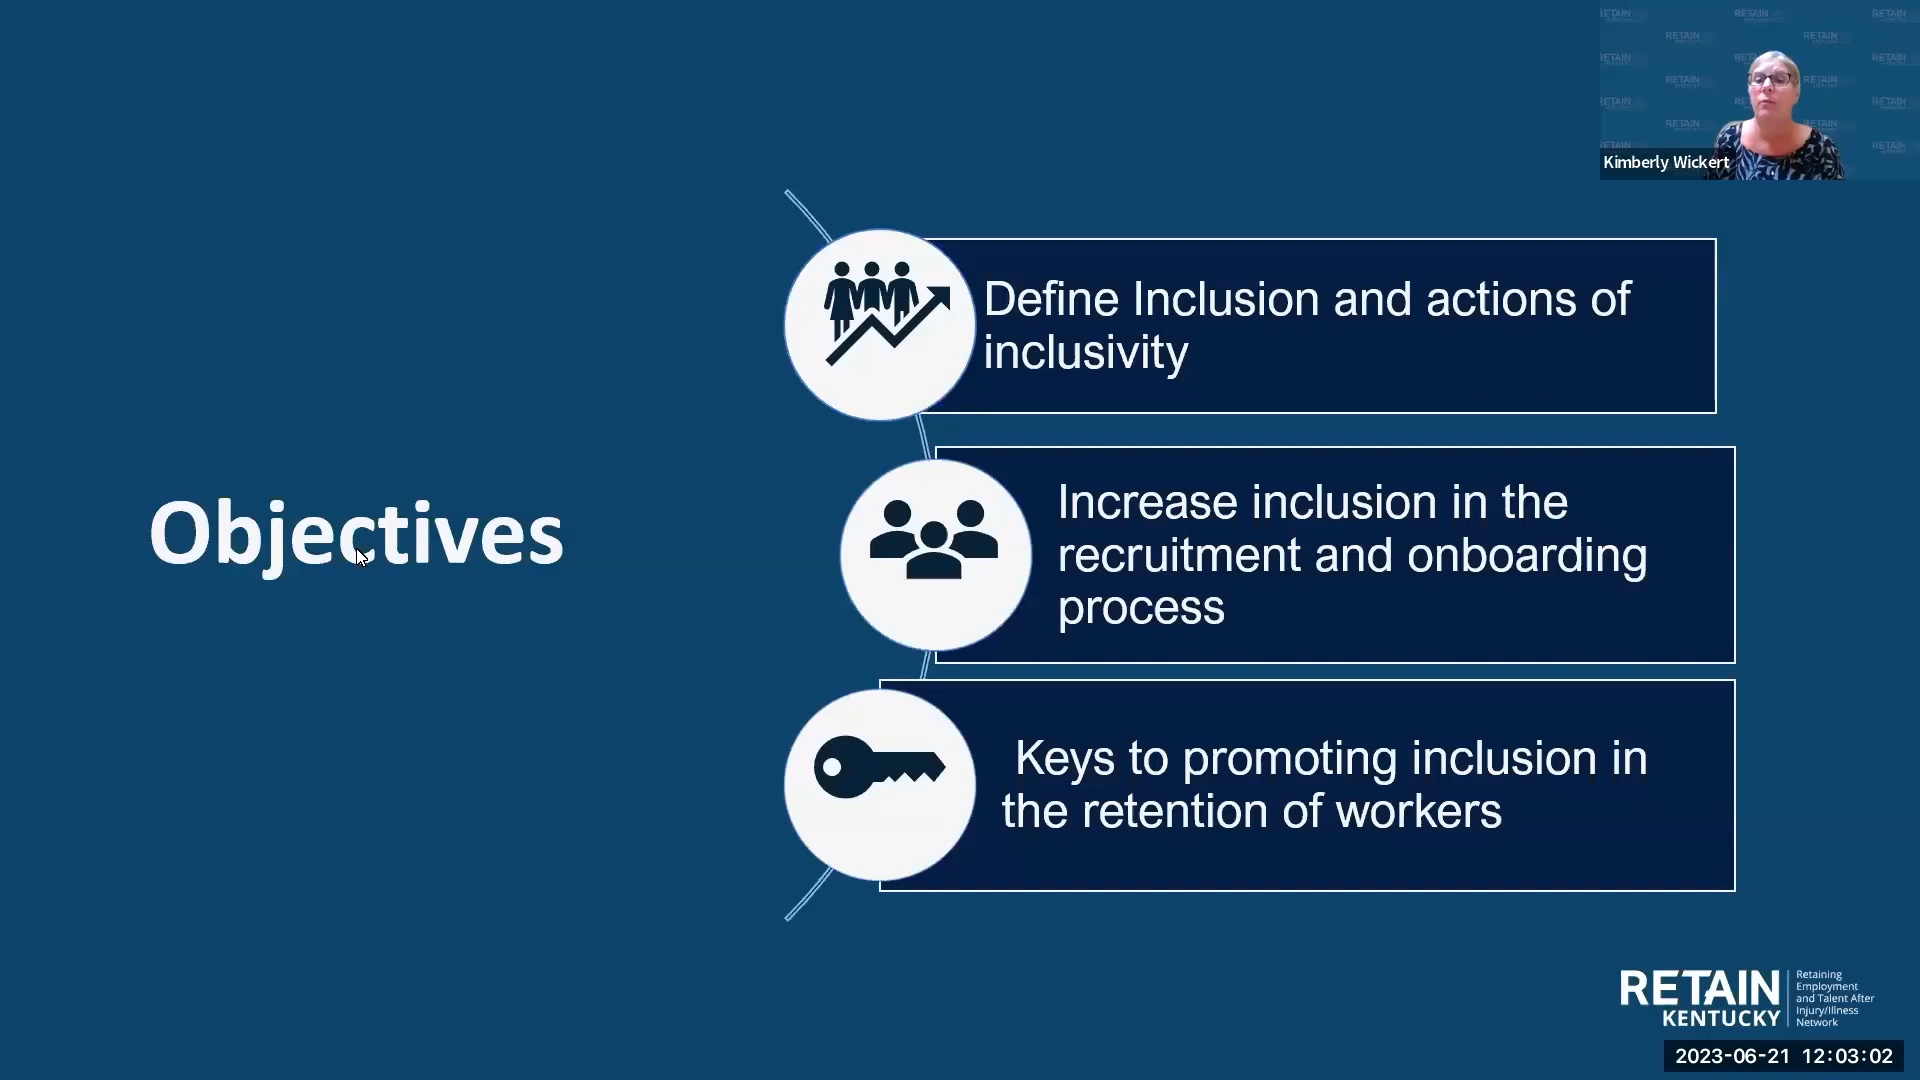 Kimberly Wickert
Objectives
Define Inclusion and actions of
inclusivity
Increase inclusion in the
recruitment and onboarding
process
Keys to promoting inclusion in
the retention of workers
RETAIN
KENTUCKY
Retaining
Employment
and Talent After
Injury/Illness
Network
2023-06-21 12:03:02